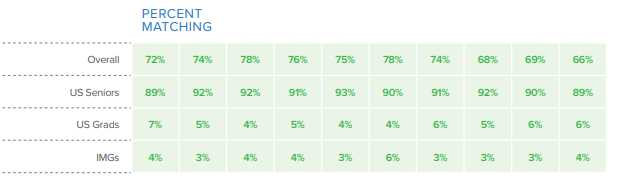 PERCENT
MATCHING
Overall 72% 74% 78% 76% 75% 78% 74% 68% 69% 66%
US Seniors 89% 92% 92% 91% 93% 90% 91% 92% 90% 89%
US Grads 7% 5% 4% 5% 4% 4% 6% 5% 6% 6%
IMGs 4% 3% 4% 4% 3% 6% 3% 3% 3% 4%